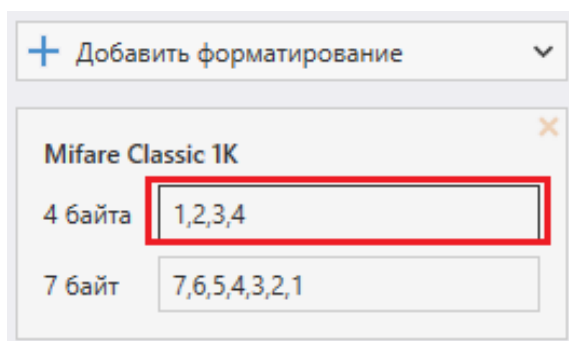 Добавить форматирование
Mifare Classic 1K
4 байта 1,2,3,4
7 байт 7,6,5,4,3,2,1